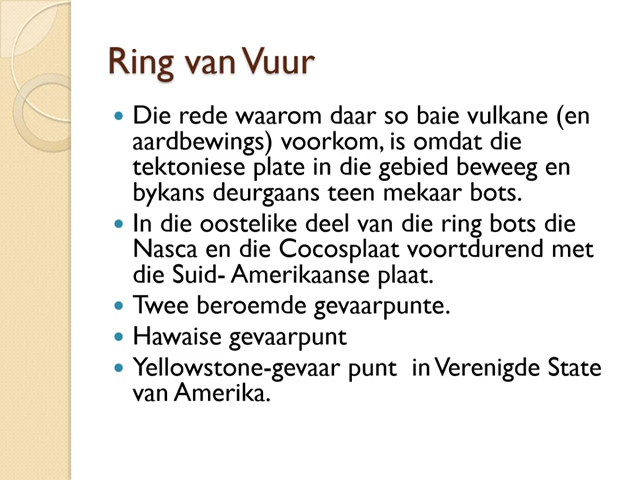 Ring van Vuur
Die rede waarom daar so baie vulkane (en
aardbewings) voorkom, is omdat die
tektoniese plate in die gebied beweeg en
bykans deurgaans teen mekaar bots.
In die oostelike deel van die ring bots die
Nasca en die Cocosplaat voortdurend met
die Suid- Amerikaanse plaat.
Twee beroemde gevaarpunte.
Hawaise gevaarpunt
Yellowstone-gevaar punt  in Verenigde State
van Amerika.